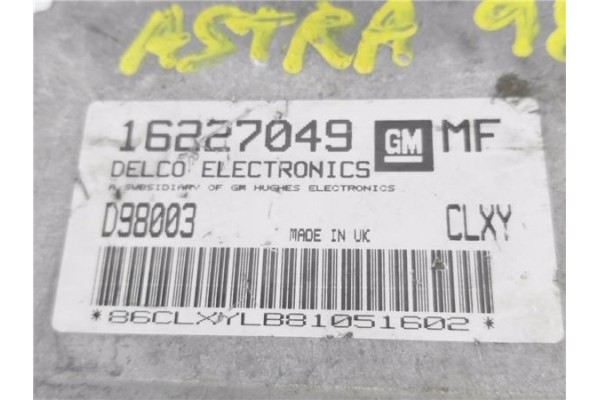 ASTRA 98
16227049 GM MF
DELCO ELECTRONICS
A SUBSIDIARY OF GM HUGHES ELECTRONICS
D98003 MADE IN UK CLXY
*86CLXYLB81051602*